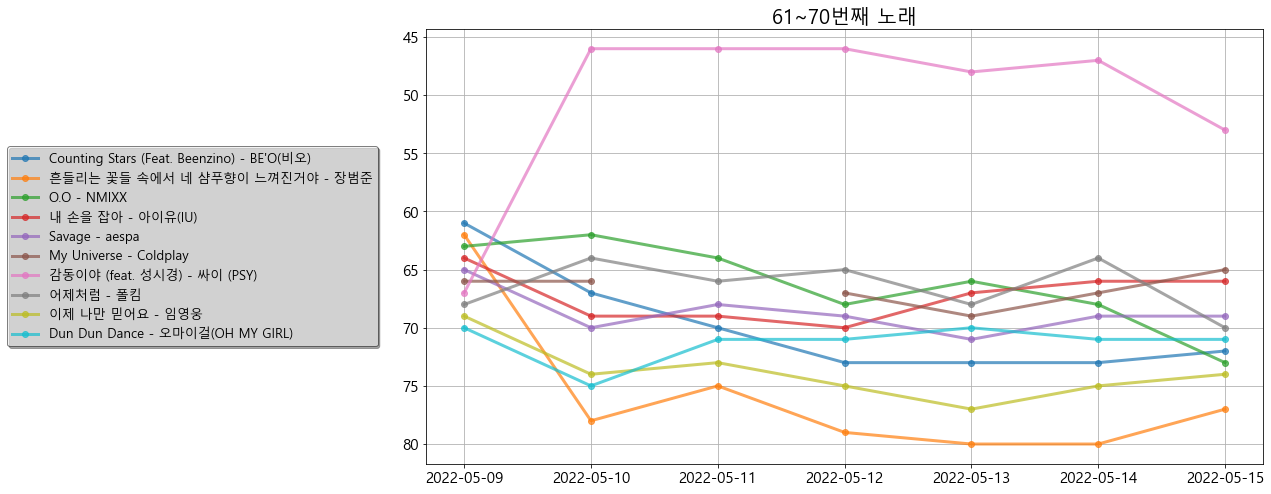 61~70번째 노래
45
50
55
60
65
70
75
80
2022-05-09 2022-05-10 2022-05-11 2022-05-12 2022-05-13 2022-05-14 2022-05-15
Counting Stars (Feat. Beenzino) - BE'O(비오)
흔들리는 꽃들 속에서 네 샴푸향이 느껴진거야 - 장범준
O.O - NMIXX
내 손을 잡아 - 아이유(IU)
Savage - aespa
My Universe - Coldplay
감동이야 (feat. 성시경) - 싸이 (PSY)
어제처럼 - 폴킴
이제 나만 믿어요 - 임영웅
Dun Dun Dance - 오마이걸(OH MY GIRL)